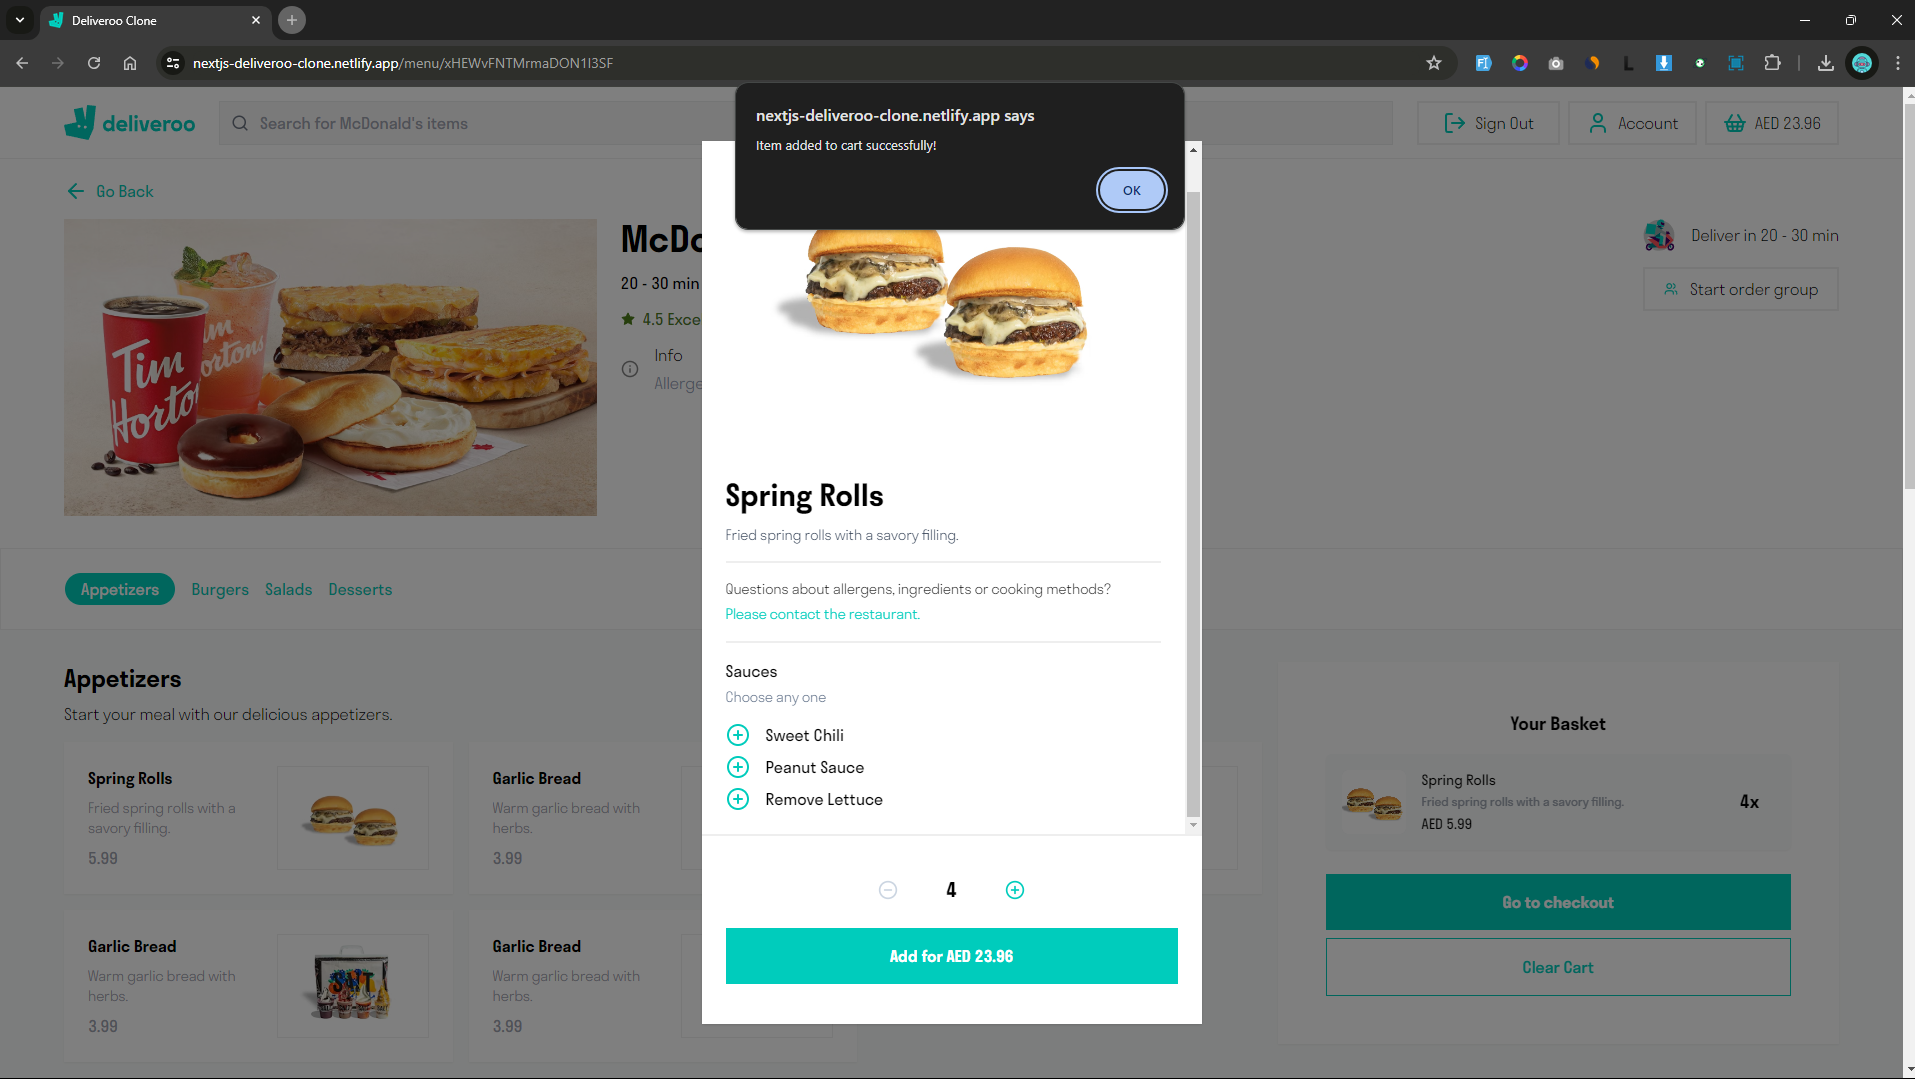 Deliveroo Clone
nextjs-deliveroo-clone.netlify.app/menu/xHEWvFNTMrmaDON1I3SF
nextjs-deliveroo-clone.netlify.app says
Item added to cart successfully!
OK
deliveroo
Search for McDonald's items
Sign Out
Account
AED 23.96
Go Back
Tim Hortons
McDo
20 - 30 min
4.5 Exce
Info
Allerge
Deliver in 20 - 30 min
Start order group
Spring Rolls
Fried spring rolls with a savory filling.
Questions about allergens, ingredients or cooking methods?
Please contact the restaurant.
Sauces
Choose any one
Sweet Chili
Peanut Sauce
Remove Lettuce
4
Add for AED 23.96
Appetizers
Burgers
Salads
Desserts
Appetizers
Start your meal with our delicious appetizers.
Spring Rolls
Fried spring rolls with a
savory filling.
5.99
Garlic Bread
Warm garlic bread with
herbs.
3.99
Garlic Bread
Warm garlic bread with
herbs.
3.99
Garlic Bread
Warm garlic bread with
herbs.
3.99
Your Basket
Spring Rolls
Fried spring rolls with a savory filling.
AED 5.99
4x
Go to checkout
Clear Cart